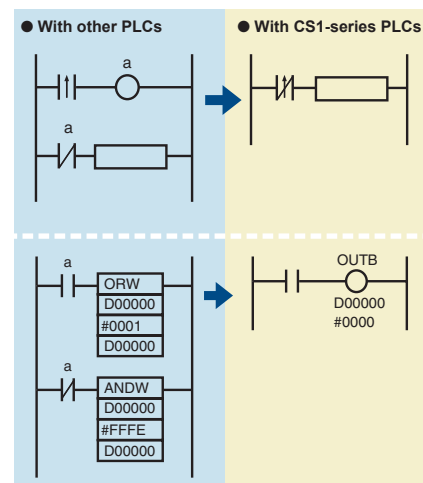 ● With other PLCs
● With CS1-series PLCs
a
a
a
ORW
D00000
#0001
D00000
a
ANDW
D00000
#FFFE
D00000
OUTB
D00000
#0000